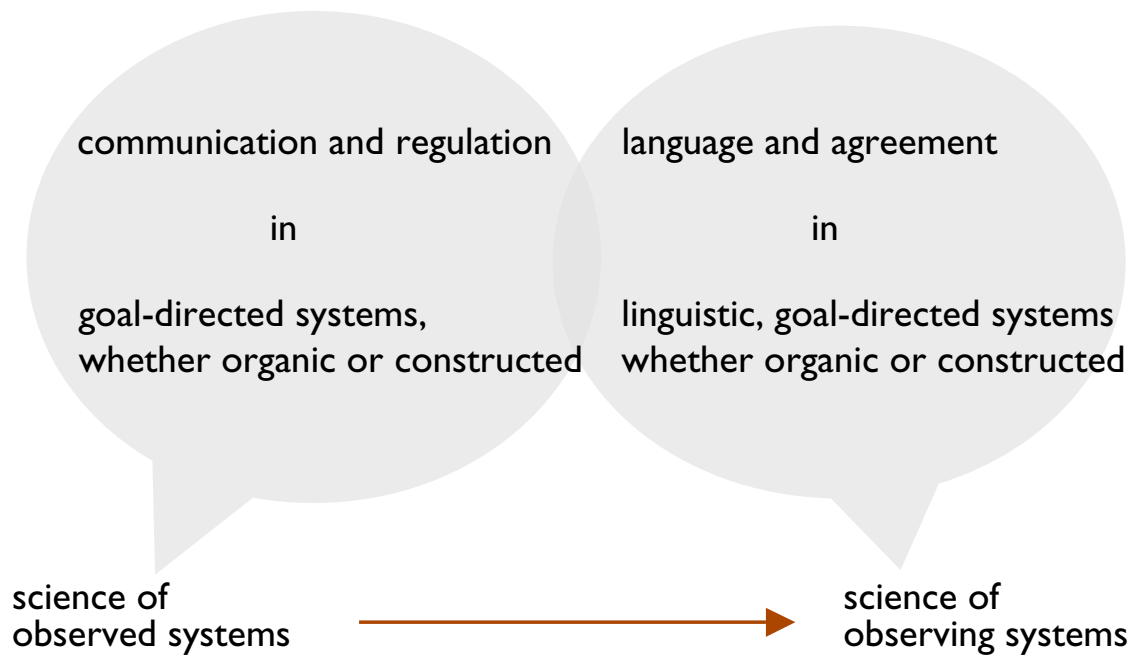 communication and regulation
in
goal-directed systems,
whether organic or constructed
language and agreement
in
linguistic, goal-directed systems
whether organic or constructed
science of
observed systems
science of
observing systems